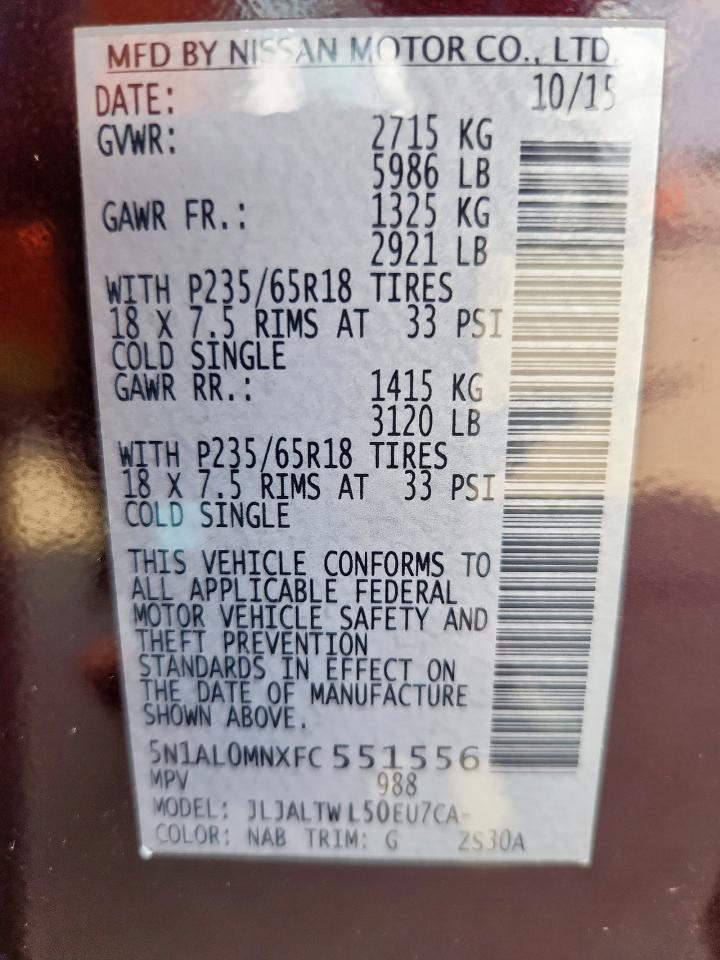 MFD BY NISSAN MOTOR CO., LTD.
DATE: 10/15
GVWR: 2715 KG
5986 LB
GAWR FR.: 1325 KG
2921 LB
WITH P235/65R18 TIRES
18 X 7.5 RIMS AT 33 PSI
COLD SINGLE
GAWR RR.: 1415 KG
3120 LB
WITH P235/65R18 TIRES
18 X 7.5 RIMS AT 33 PSI
COLD SINGLE
THIS VEHICLE CONFORMS TO
ALL APPLICABLE FEDERAL
MOTOR VEHICLE SAFETY AND
THEFT PREVENTION
STANDARDS IN EFFECT ON
THE DATE OF MANUFACTURE
SHOWN ABOVE.
5N1AL0MNXFC 551556
MPV 988
MODEL: JLJALTWL50EU7CA-
COLOR: NAB TRIM: G ZS30A